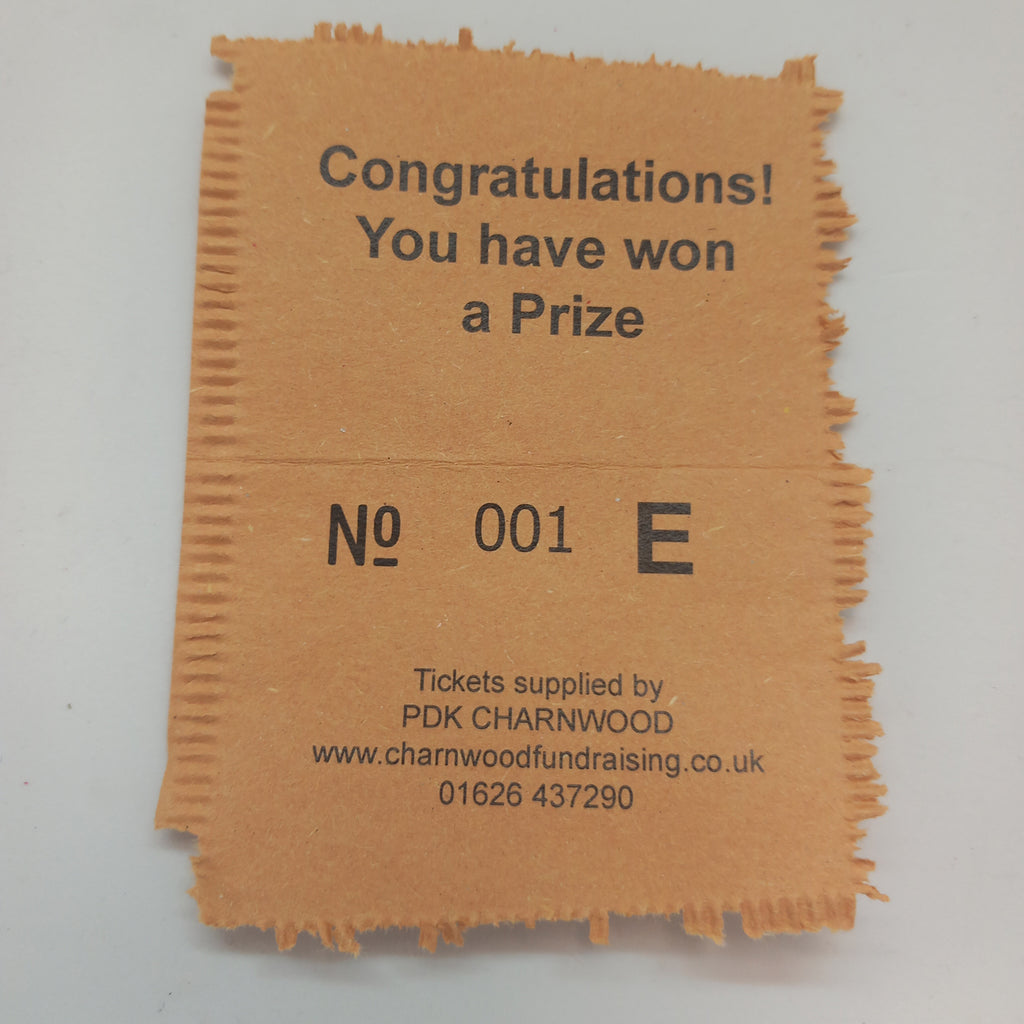 Congratulations!
You have won
a Prize
Nº 001 E
Tickets supplied by
PDK CHARNWOOD
www.charnwoodfundraising.co.uk
01626 437290